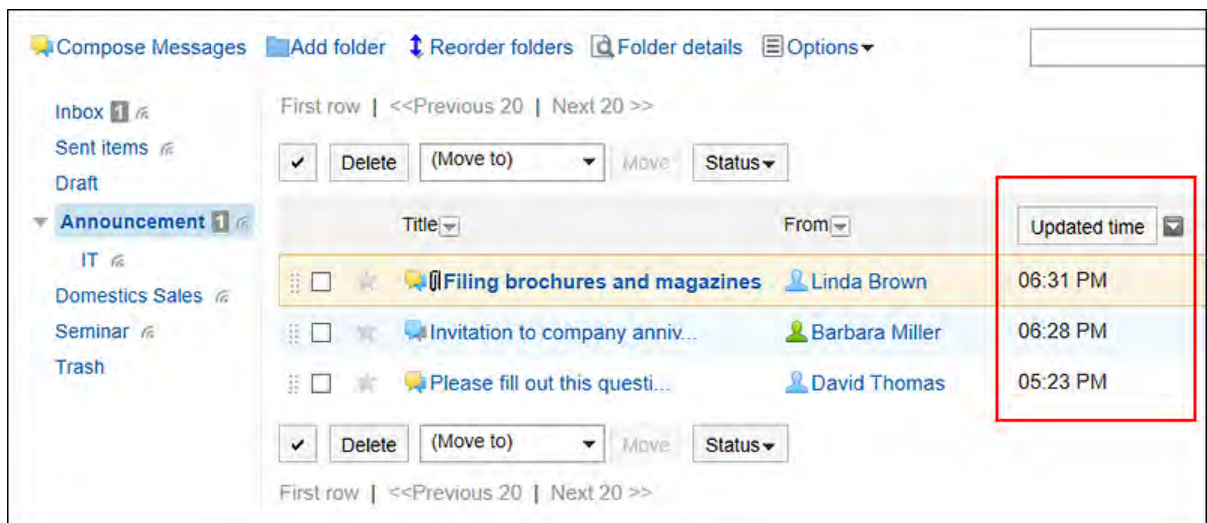 Compose Messages Add folder Reorder folders Folder details Options
Inbox 1
Sent items
Draft
Announcement 1
IT
Domestics Sales
Seminar
Trash
First row | <<Previous 20 | Next 20 >>
Delete (Move to) Move Status
Title From Updated time
Filing brochures and magazines Linda Brown 06:31 PM
Invitation to company anniv... Barbara Miller 06:28 PM
Please fill out this questi... David Thomas 05:23 PM
Delete (Move to) Move Status
First row | <<Previous 20 | Next 20 >>